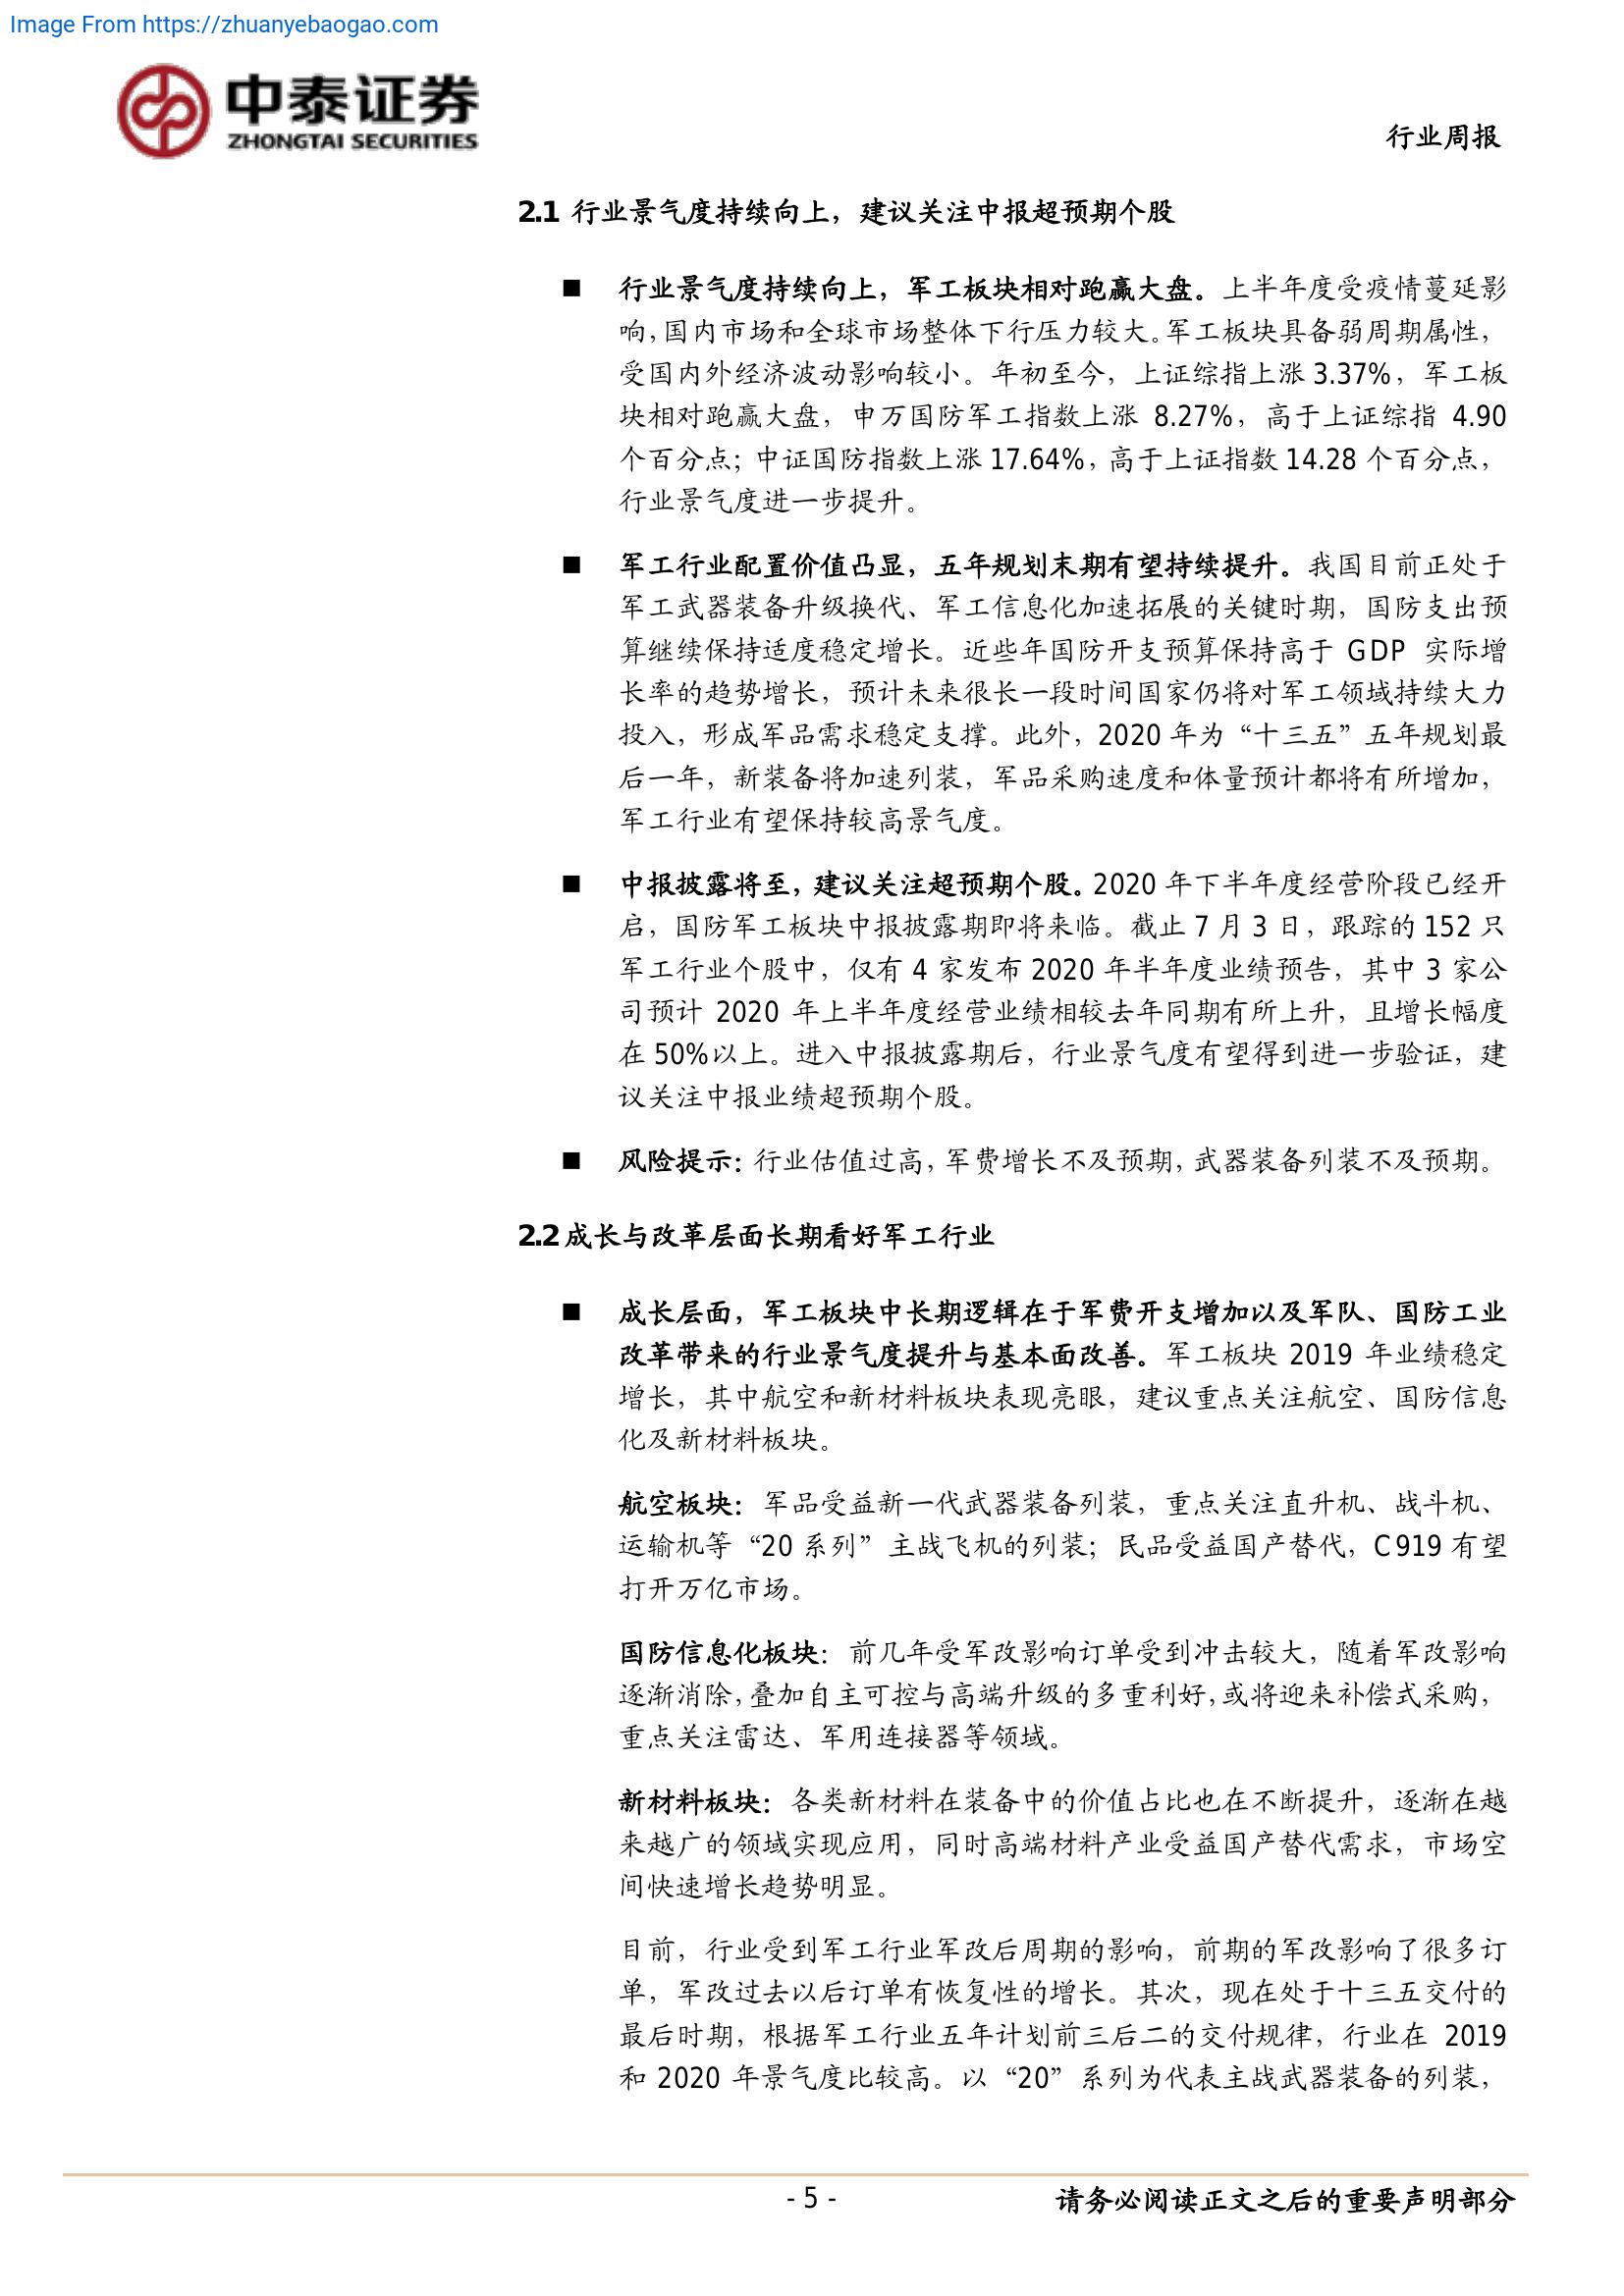 Image From https://zhuanyebaogao.com
中泰证券
ZHONGTAI SECURITIES
行业周报
2.1 行业景气度持续向上，建议关注中报超预期个股
■ 行业景气度持续向上，军工板块相对跑赢大盘。上半年度受疫情蔓延影
响，国内市场和全球市场整体下行压力较大。军工板块具备弱周期属性，
受国内外经济波动影响较小。年初至今，上证综指上涨 3.37%，军工板
块相对跑赢大盘，申万国防军工指数上涨 8.27%，高于上证综指 4.90
个百分点；中证国防指数上涨 17.64%，高于上证指数 14.28 个百分点，
行业景气度进一步提升。
■ 军工行业配置价值凸显，五年规划末期有望持续提升。我国目前正处于
军工武器装备升级换代、军工信息化加速拓展的关键时期，国防支出预
算继续保持适度稳定增长。近些年国防开支预算保持高于 GDP 实际增
长率的趋势增长，预计未来很长一段时间国家仍将对军工领域持续大力
投入，形成军品需求稳定支撑。此外，2020 年为“十三五”五年规划最
后一年，新装备将加速列装，军品采购速度和体量预计都将有所增加，
军工行业有望保持较高景气度。
■ 中报披露将至，建议关注超预期个股。2020 年下半年度经营阶段已经开
启，国防军工板块中报披露期即将来临。截止 7 月 3 日，跟踪的 152 只
军工行业个股中，仅有 4 家发布 2020 年半年度业绩预告，其中 3 家公
司预计 2020 年上半年度经营业绩相较去年同期有所上升，且增长幅度
在 50%以上。进入中报披露期后，行业景气度有望得到进一步验证，建
议关注中报业绩超预期个股。
■ 风险提示：行业估值过高，军费增长不及预期，武器装备列装不及预期。
2.2 成长与改革层面长期看好军工行业
■ 成长层面，军工板块中长期逻辑在于军费开支增加以及军队、国防工业
改革带来的行业景气度提升与基本面改善。军工板块 2019 年业绩稳定
增长，其中航空和新材料板块表现亮眼，建议重点关注航空、国防信息
化及新材料板块。
航空板块：军品受益新一代武器装备列装，重点关注直升机、战斗机、
运输机等“20 系列”主战飞机的列装；民品受益国产替代，C919 有望
打开万亿市场。
国防信息化板块：前几年受军改影响订单受到冲击较大，随着军改影响
逐渐消除，叠加自主可控与高端升级的多重利好，或将迎来补偿式采购，
重点关注雷达、军用连接器等领域。
新材料板块：各类新材料在装备中的价值占比也在不断提升，逐渐在越
来越广的领域实现应用，同时高端材料产业受益国产替代需求，市场空
间快速增长趋势明显。
目前，行业受到军工行业军改后周期的影响，前期的军改影响了很多订
单，军改过去以后订单有恢复性的增长。其次，现在处于十三五交付的
最后时期，根据军工行业五年计划前三后二的交付规律，行业在 2019
和 2020 年景气度比较高。以“20”系列为代表主战武器装备的列装，
- 5 -
请务必阅读正文之后的重要声明部分